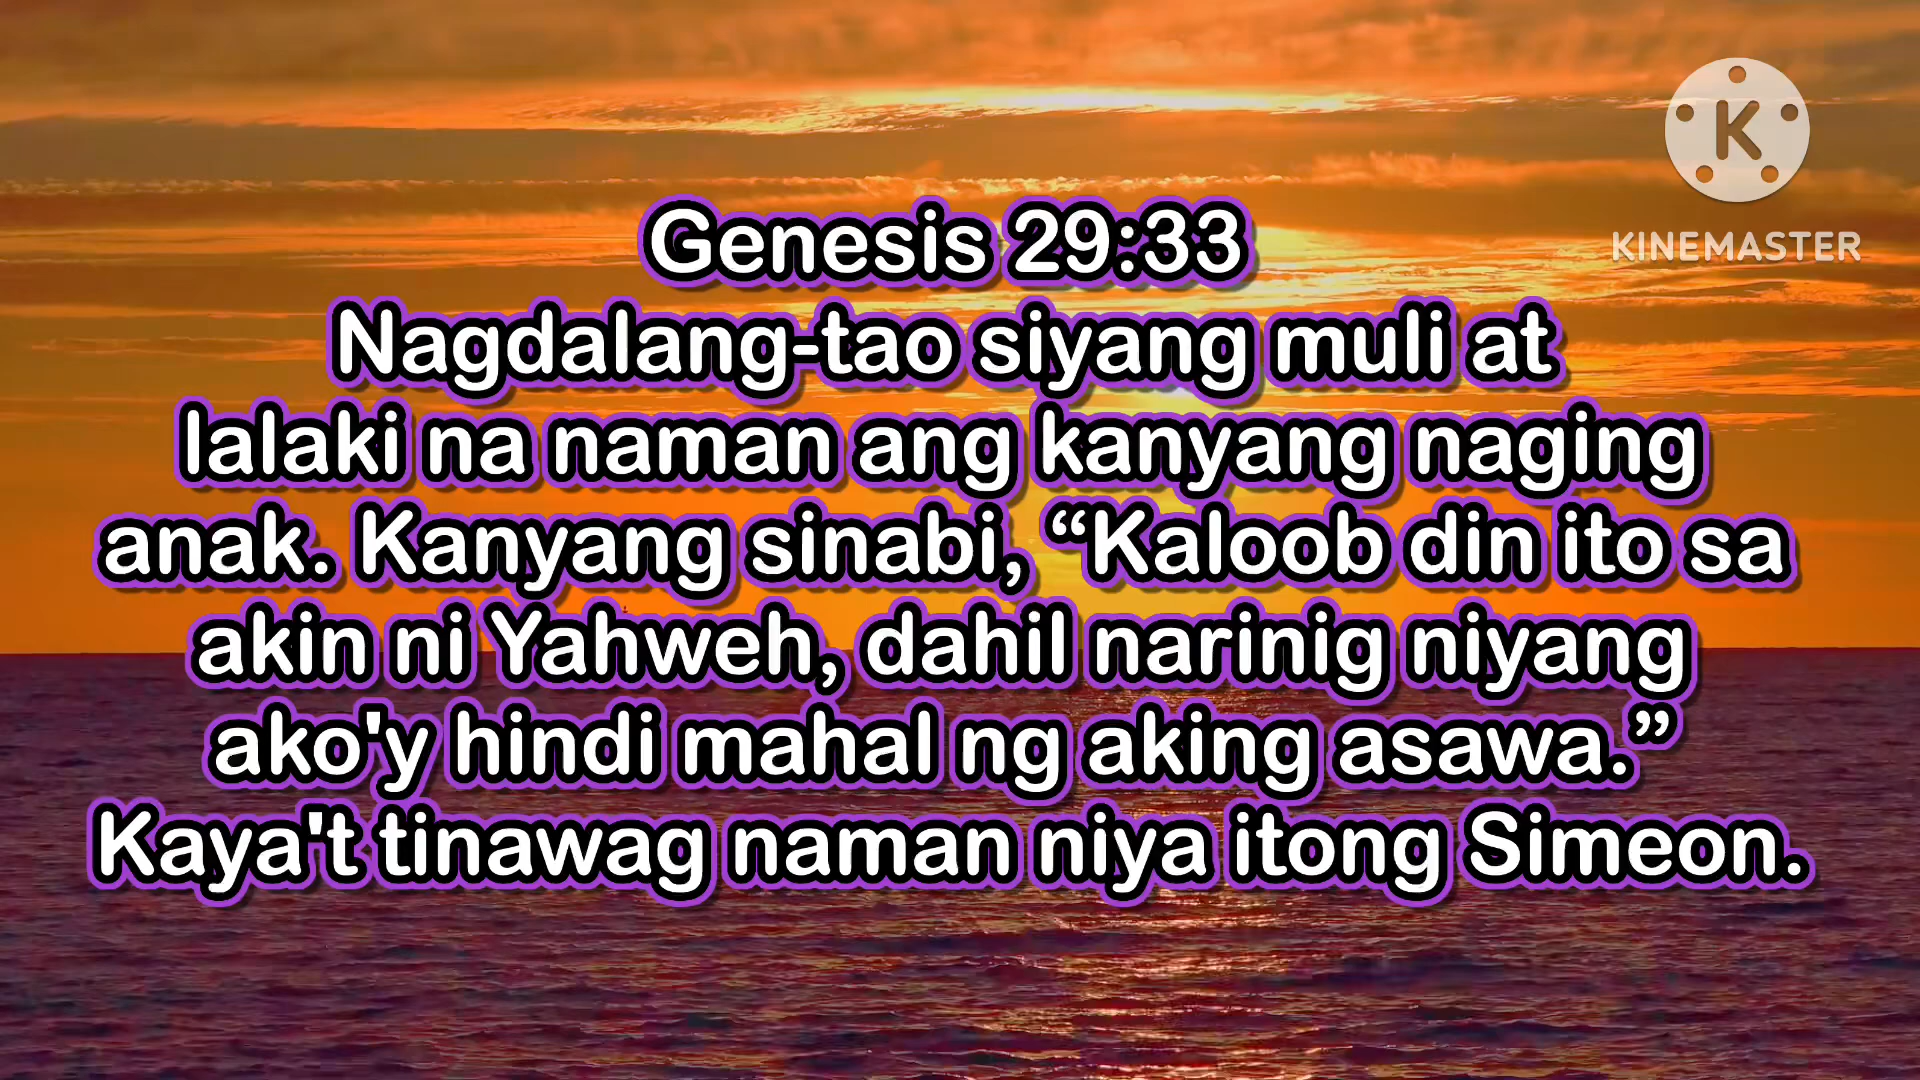 K
KINEMASTER
Genesis 29:33
Nagdalang-tao siyang muli at
lalaki na naman ang kanyang naging
anak. Kanyang sinabi, “Kaloob din ito sa
akin ni Yahweh, dahil narinig niyang
ako'y hindi mahal ng aking asawa.”
Kaya't tinawag naman niya itong Simeon.